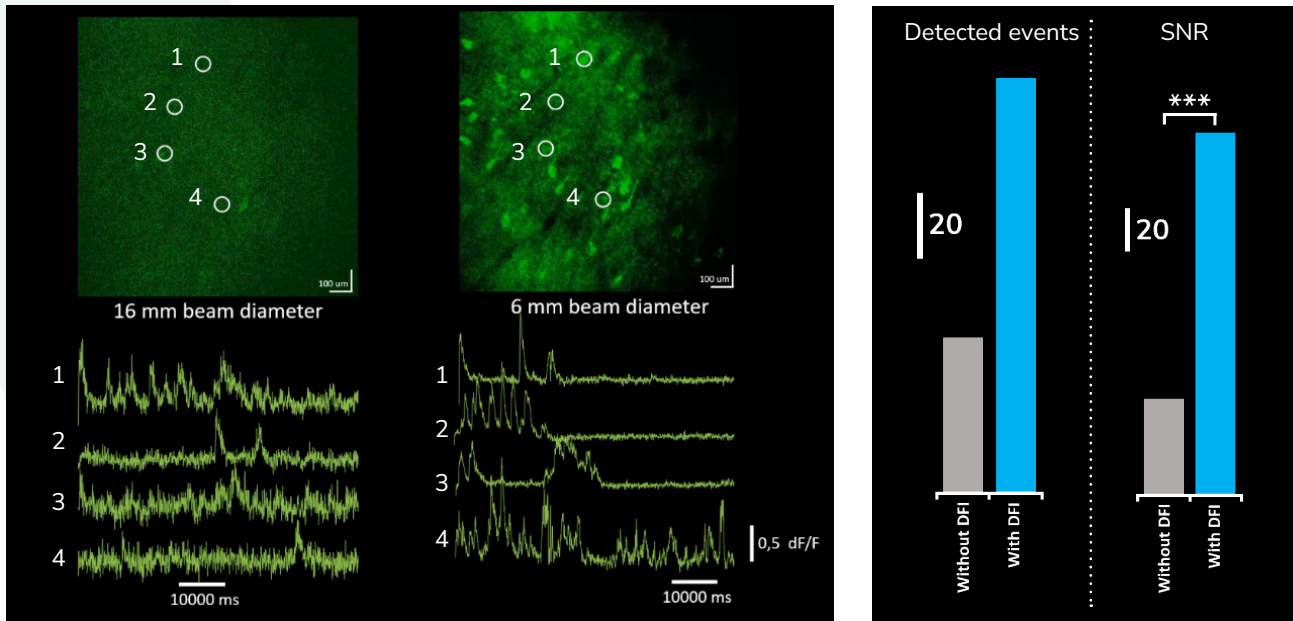 1
2
3
4
100 um
16 mm beam diameter
1
2
3
4
10000 ms
1
2
3
4
100 um
6 mm beam diameter
1
2
3
4
0,5 dF/F
10000 ms
Detected events
20
Without DFI
With DFI
SNR
***
20
Without DFI
With DFI